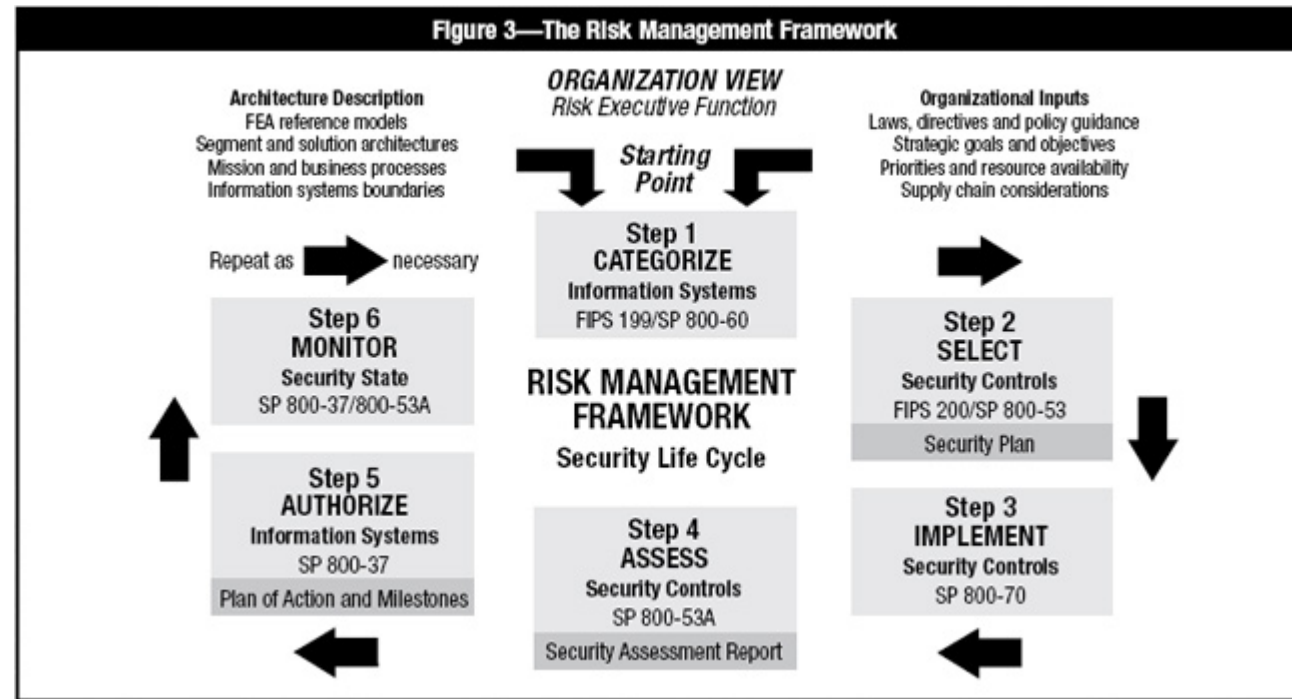 Figure 3—The Risk Management Framework
Architecture Description
FEA reference models
Segment and solution architectures
Mission and business processes
Information systems boundaries
ORGANIZATION VIEW
Risk Executive Function
Starting
Point
Organizational Inputs
Laws, directives and policy guidance
Strategic goals and objectives
Priorities and resource availability
Supply chain considerations
Repeat as necessary
Step 1
CATEGORIZE
Information Systems
FIPS 199/SP 800-60
Step 2
SELECT
Security Controls
FIPS 200/SP 800-53
Security Plan
Step 3
IMPLEMENT
Security Controls
SP 800-70
Step 4
ASSESS
Security Controls
SP 800-53A
Security Assessment Report
Step 5
AUTHORIZE
Information Systems
SP 800-37
Plan of Action and Milestones
Step 6
MONITOR
Security State
SP 800-37/800-53A
RISK MANAGEMENT
FRAMEWORK
Security Life Cycle